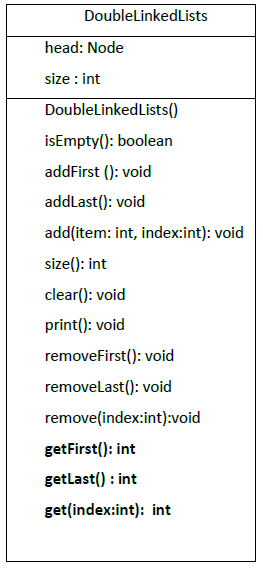 DoubleLinkedLists
head: Node
size : int
DoubleLinkedLists()
isEmpty(): boolean
addFirst (): void
addLast(): void
add(item: int, index:int): void
size(): int
clear(): void
print(): void
removeFirst(): void
removeLast(): void
remove(index:int):void
getFirst(): int
getLast() : int
get(index:int):  int